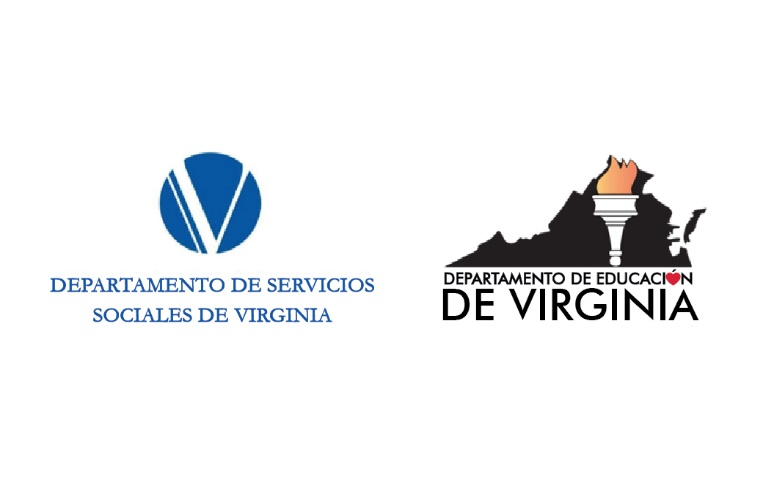 DEPARTAMENTO DE SERVICIOS
SOCIALES DE VIRGINIA
DEPARTAMENTO DE EDUCACIÓN
DE VIRGINIA